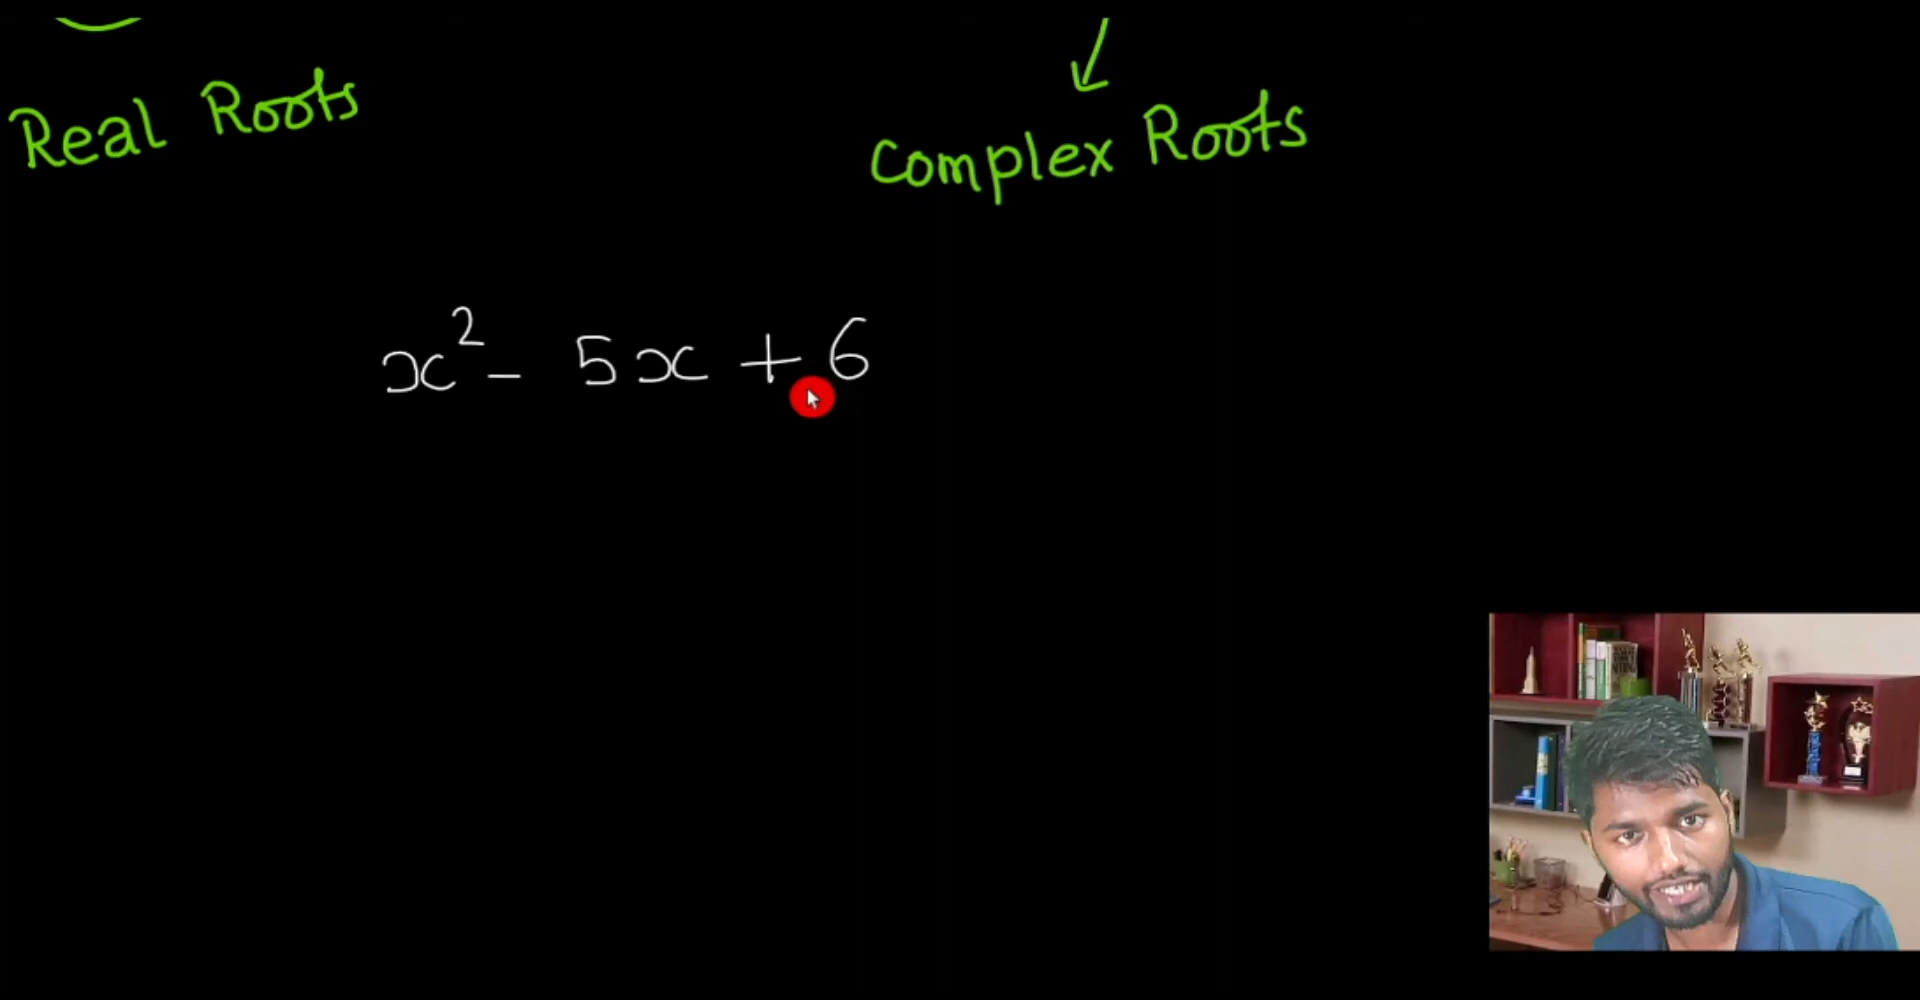 Real Roots
Complex Roots
x² - 5x + 6